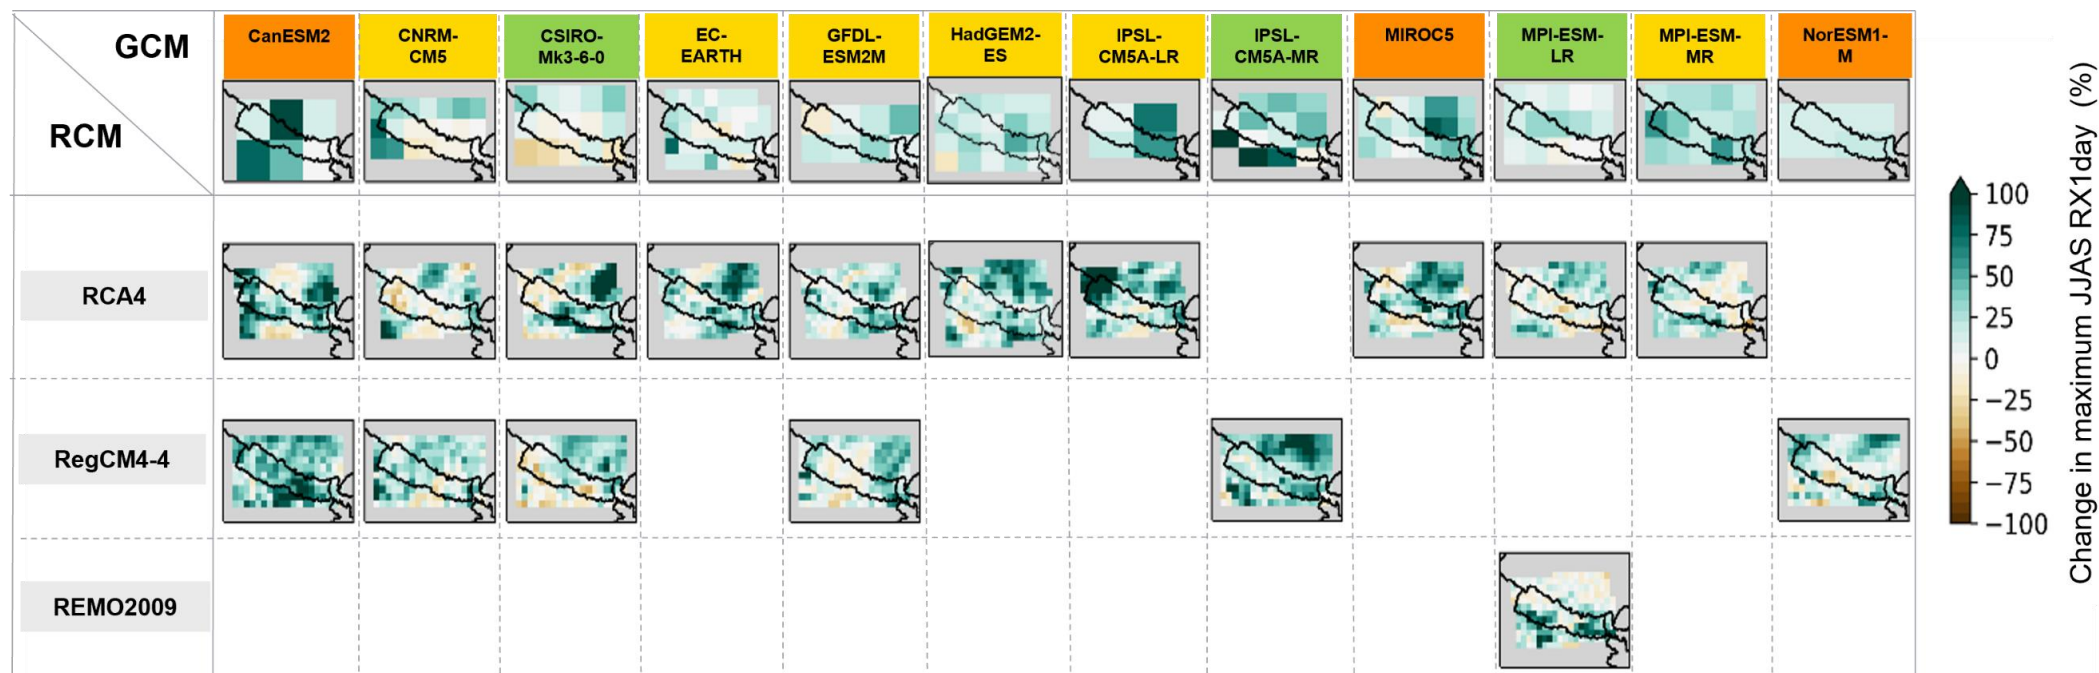 GCM
RCM
CanESM2
CNRM-
CM5
CSIRO-
Mk3-6-0
EC-
EARTH
GFDL-
ESM2M
HadGEM2-
ES
IPSL-
CM5A-LR
IPSL-
CM5A-MR
MIROC5
MPI-ESM-
LR
MPI-ESM-
MR
NorESM1-
M
RCA4
RegCM4-4
REMO2009
100
75
50
25
0
−25
−50
−75
−100
Change in maximum JJAS RX1day (%)